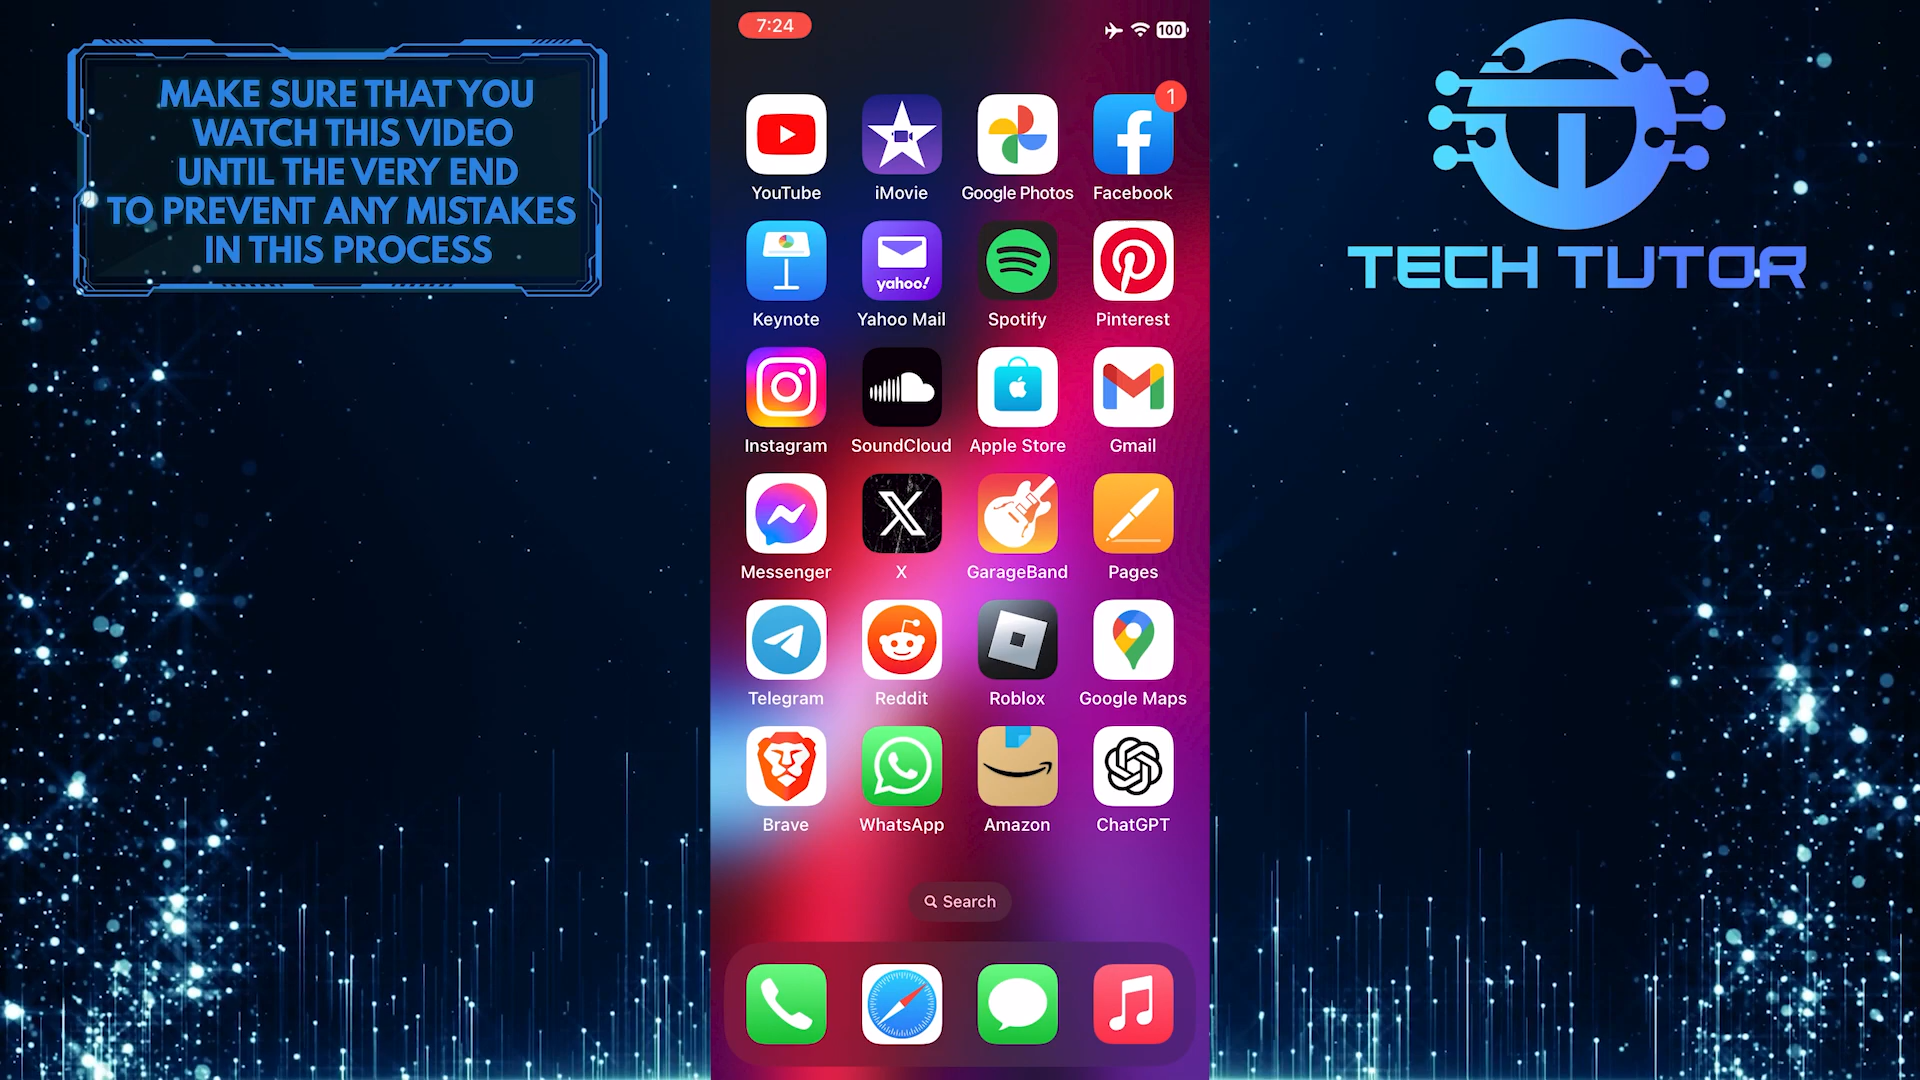 MAKE SURE THAT YOU
WATCH THIS VIDEO
UNTIL THE VERY END
TO PREVENT ANY MISTAKES
IN THIS PROCESS
7:24
100
1
YouTube iMovie Google Photos Facebook
yahoo!
Keynote Yahoo Mail Spotify Pinterest
Instagram SoundCloud Apple Store Gmail
Messenger X GarageBand Pages
Telegram Reddit Roblox Google Maps
Brave WhatsApp Amazon ChatGPT
Search
TECH TUTOR